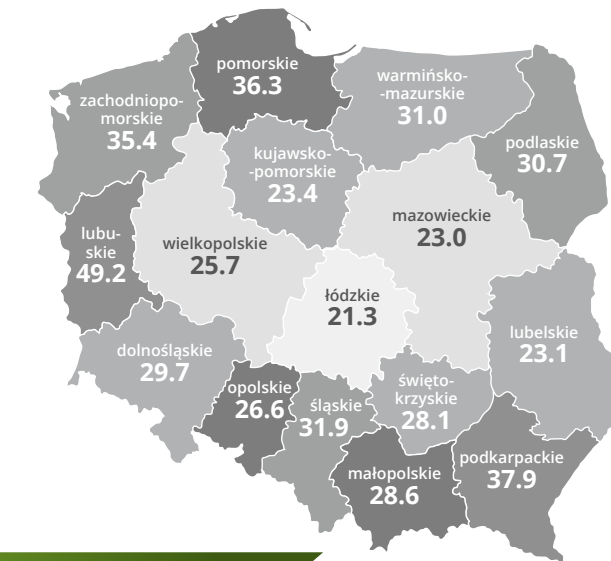 pomorskie
36.3
warmińsko-
-mazurskie
31.0
zachodniopo-
morskie
35.4
podlaskie
30.7
kujawsko-
-pomorskie
23.4
mazowieckie
23.0
lubu-
skie
49.2
wielkopolskie
25.7
łódzkie
21.3
lubelskie
23.1
dolnośląskie
29.7
opolskie
26.6
śląskie
31.9
święto-
krzyskie
28.1
małopolskie
28.6
podkarpackie
37.9